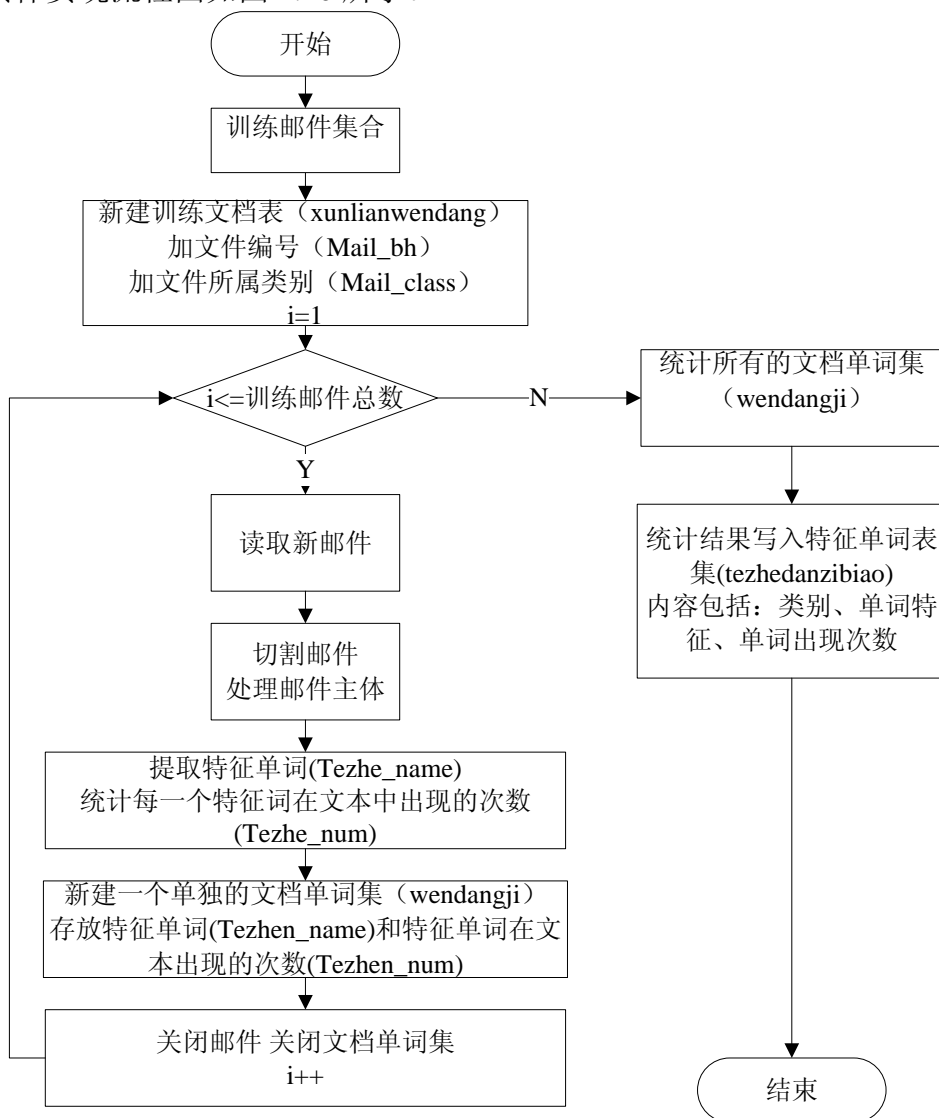 开始
训练邮件集合
新建训练文档表（xunlianwendang）
加文件编号（Mail_bh）
加文件所属类别（Mail_class）
i=1
i<=训练邮件总数
N
Y
读取新邮件
切割邮件
处理邮件主体
提取特征单词(Tezhe_name)
统计每一个特征词在文本中出现的次数
(Tezhe_num)
新建一个单独的文档单词集（wendangji）
存放特征单词(Tezhen_name)和特征单词在文
本出现的次数(Tezhen_num)
关闭邮件 关闭文档单词集
i++
统计所有的文档单词集
（wendangji）
统计结果写入特征单词表
集(tezhedanzibiao)
内容包括：类别、单词特
征、单词出现次数
结束